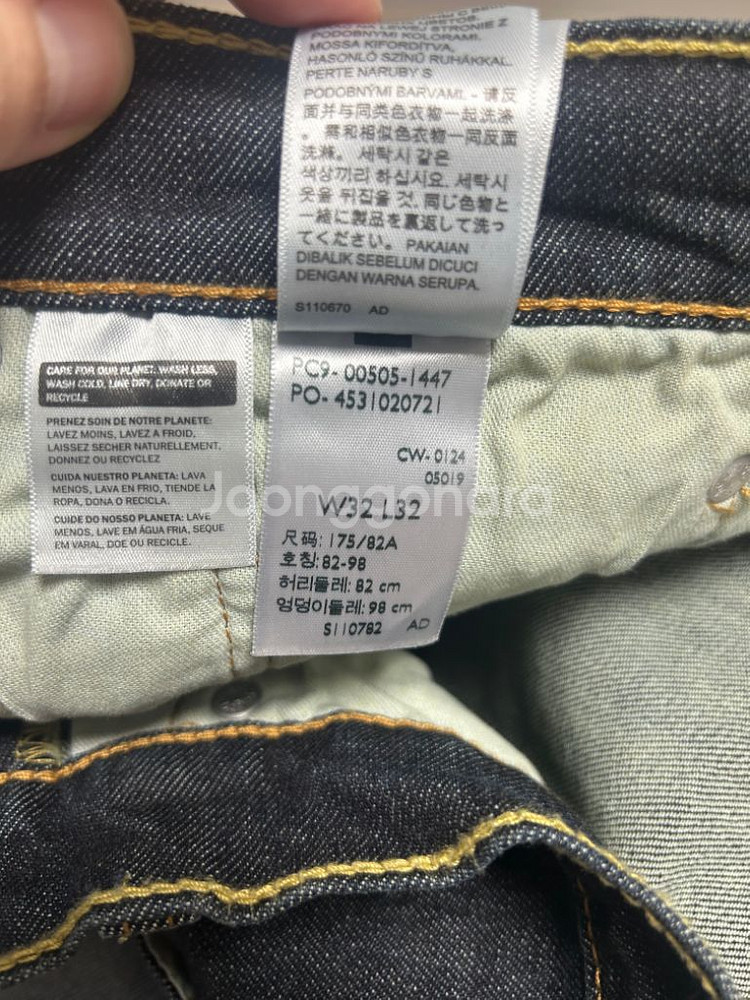 NA LEVEJ STRONIE Z
PODOBNYMI KOLORAMI.
MOSSA KIFORDÍTVA,
HASONLÓ SZÍNŰ RUHÁKKAL.
PERTE NARUBY S
PODOBNÝMI BARVAMI. - 请反
面并与同类色衣物一起洗涤
。需和相似色衣物一同反面
洗滌。세탁시 같은
색상끼리 하십시요. 세탁시
옷을 뒤집을 것. 同じ色物と
一緒に製品を裏返して洗っ
てください。PAKAIAN
DIBALIK SEBELUM DICUCI
DENGAN WARNA SERUPA.
S110670 AD
CARE FOR OUR PLANET. WASH LESS,
WASH COLD, LINE DRY, DONATE OR
RECYCLE
PRENEZ SOIN DE NOTRE PLANETE:
LAVEZ MOINS, LAVEZ A FROID,
LAISSEZ SECHER NATURELLEMENT,
DONNEZ OU RECYCLEZ
CUIDA NUESTRO PLANETA: LAVA
MENOS, LAVA EN FRIO, TIENDE LA
ROPA, DONA O RECICLA.
CUIDE DO NOSSO PLANETA: LAVE
MENOS, LAVE EM ÁGUA FRIA, SEQUE
EM VARAL, DOE OU RECICLE.
PC9- 00505-1447
PO- 4531020721
CW- 0124
05019
W32 L32
尺码: 175/82A
호칭:82-98
허리둘레: 82 cm
엉덩이둘레: 98 cm
S110782 AD
Joonggonara